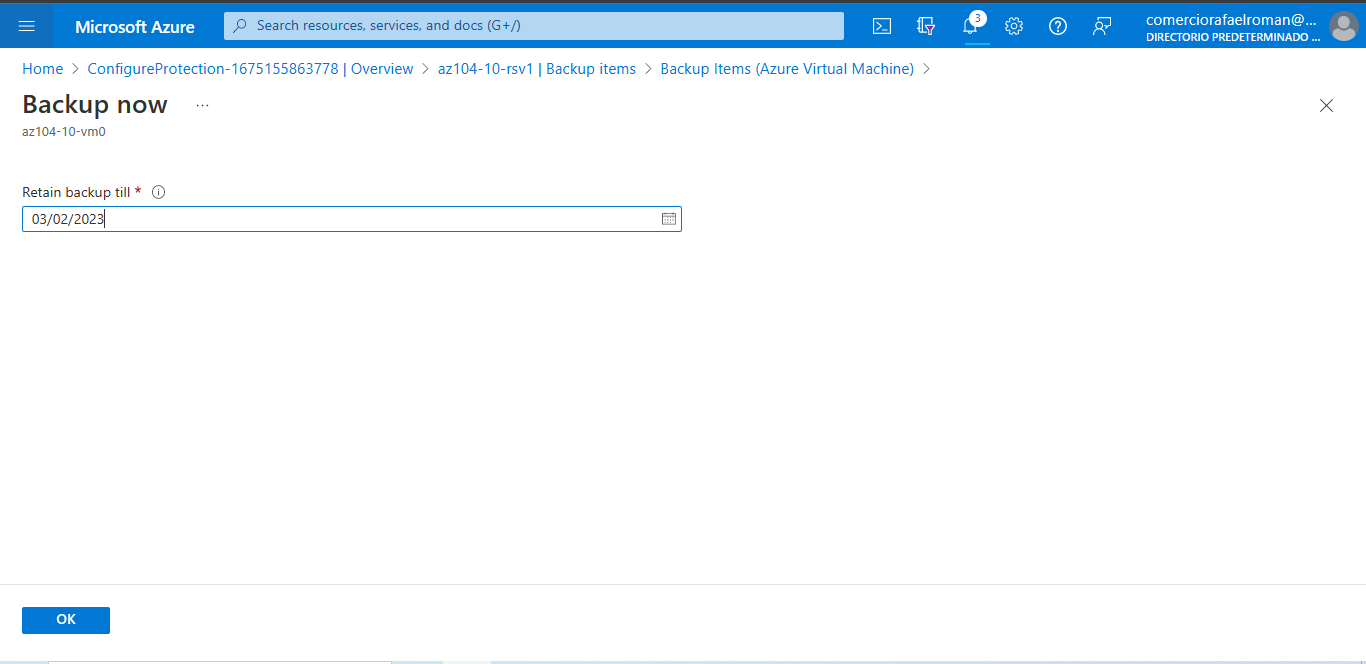 Microsoft Azure
Search resources, services, and docs (G+/)
3
comerciorafaelroman@...
DIRECTORIO PREDETERMINADO ...
Home > ConfigureProtection-1675155863778 | Overview > az104-10-rsv1 | Backup items > Backup Items (Azure Virtual Machine) >
Backup now ...
az104-10-vm0
Retain backup till *
03/02/2023
OK